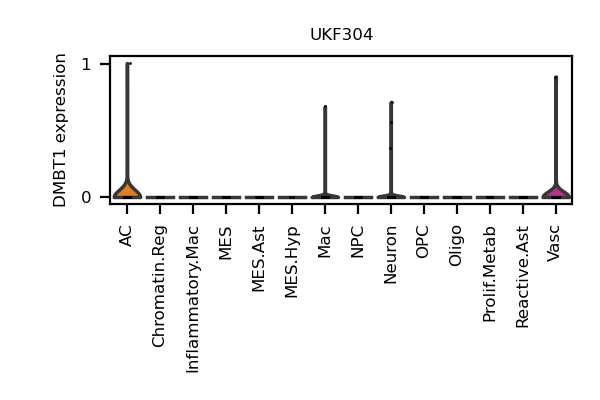 UKF304
DMBT1 expression
1
0
AC
Chromatin.Reg
Inflammatory.Mac
MES
MES.Ast
MES.Hyp
Mac
NPC
Neuron
OPC
Oligo
Prolif.Metab
Reactive.Ast
Vasc